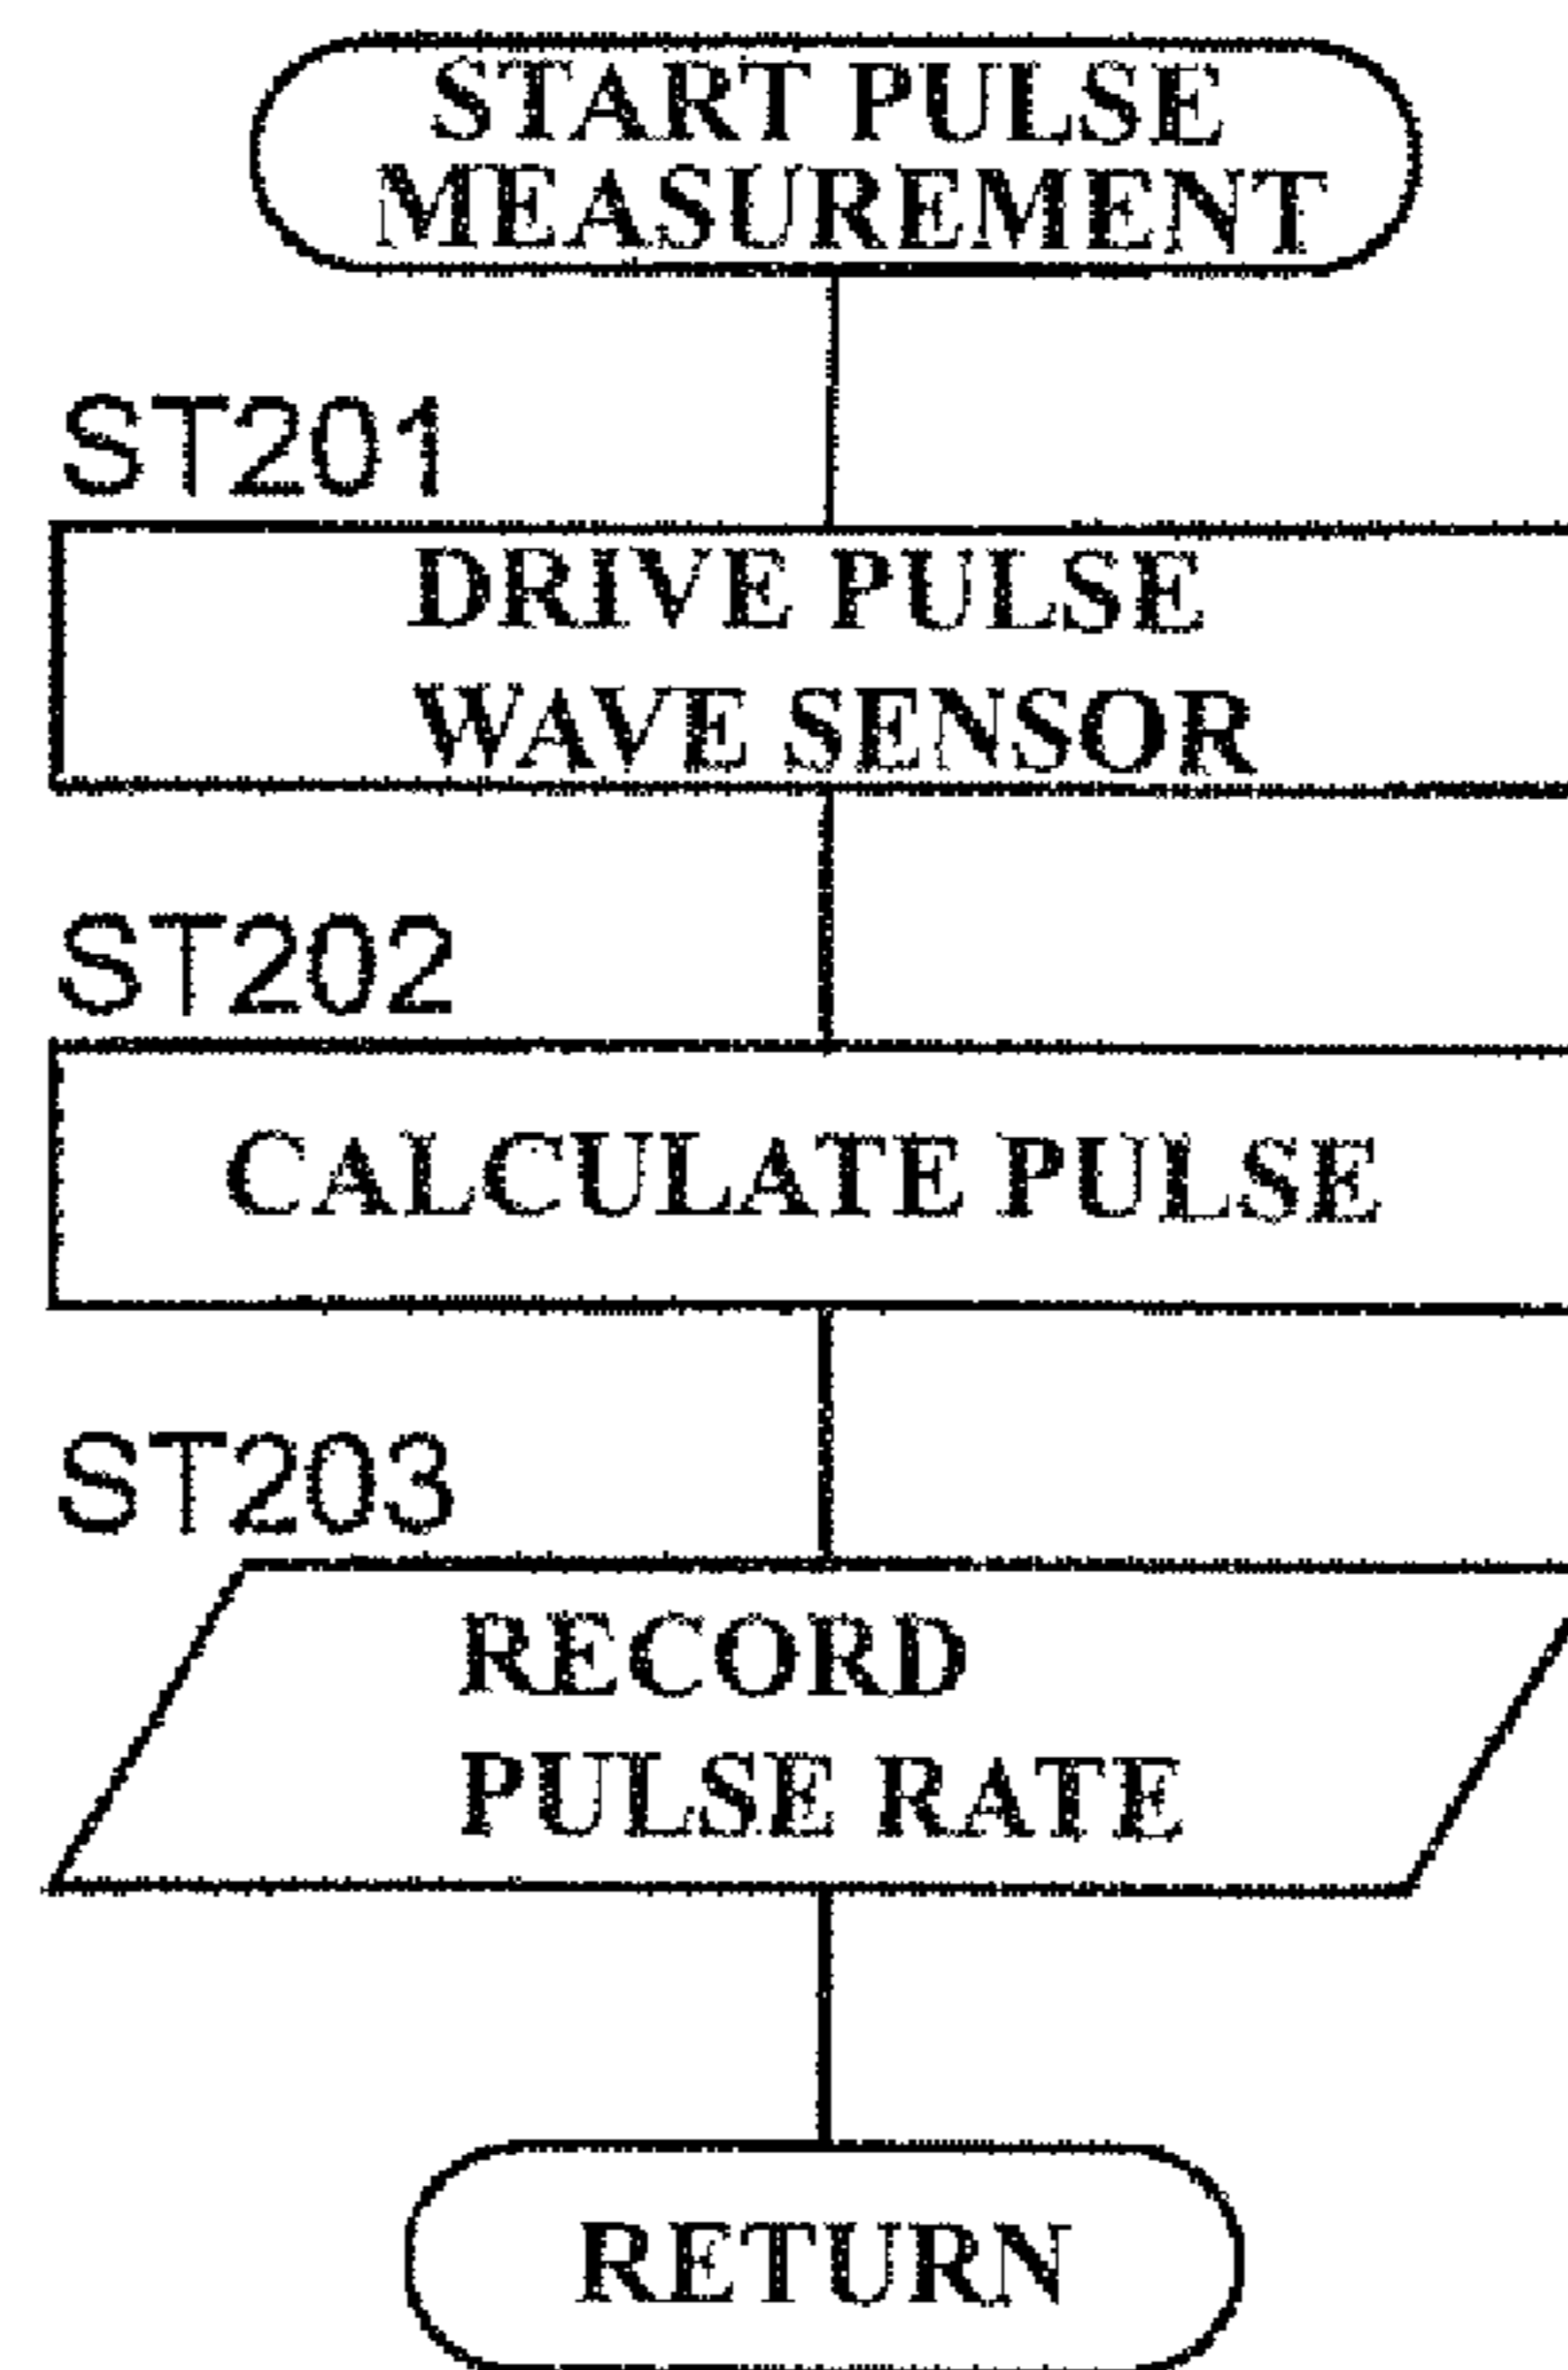 START PULSE
MEASUREMENT
ST201
DRIVE PULSE
WAVE SENSOR
ST202
CALCULATE PULSE
ST203
RECORD
PULSE RATE
RETURN